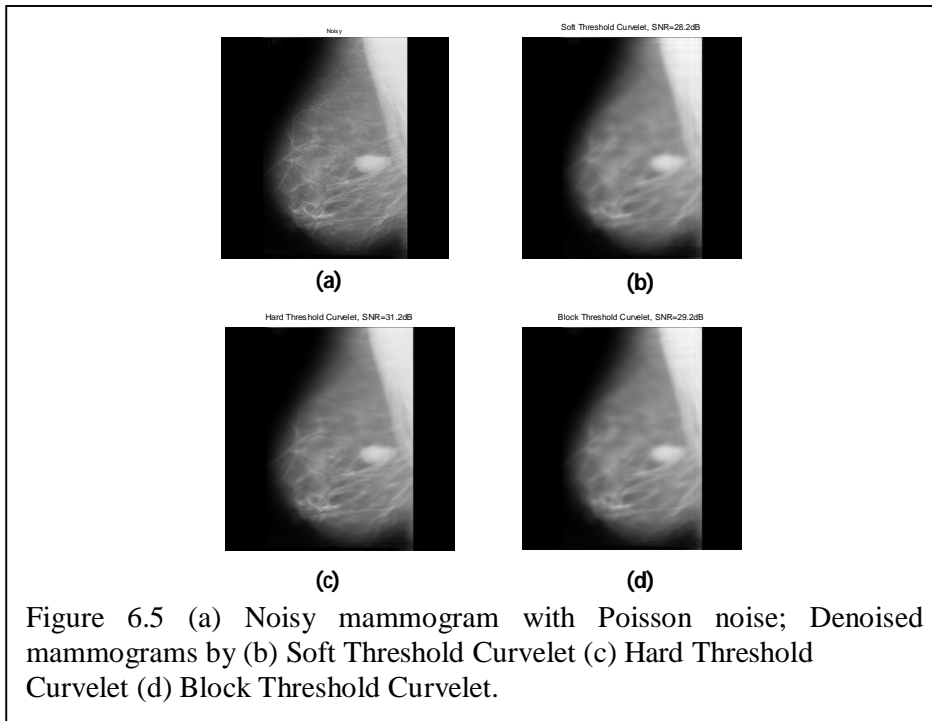 Noisy
Soft Threshold Curvelet, SNR=28.2dB
(a)
(b)
Hard Threshold Curvelet, SNR=31.2dB
Block Threshold Curvelet, SNR=29.2dB
(c)
(d)
Figure 6.5 (a) Noisy mammogram with Poisson noise; Denoised
mammograms by (b) Soft Threshold Curvelet (c) Hard Threshold
Curvelet (d) Block Threshold Curvelet.